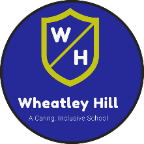 W
H
Wheatley Hill
A Caring, Inclusive School